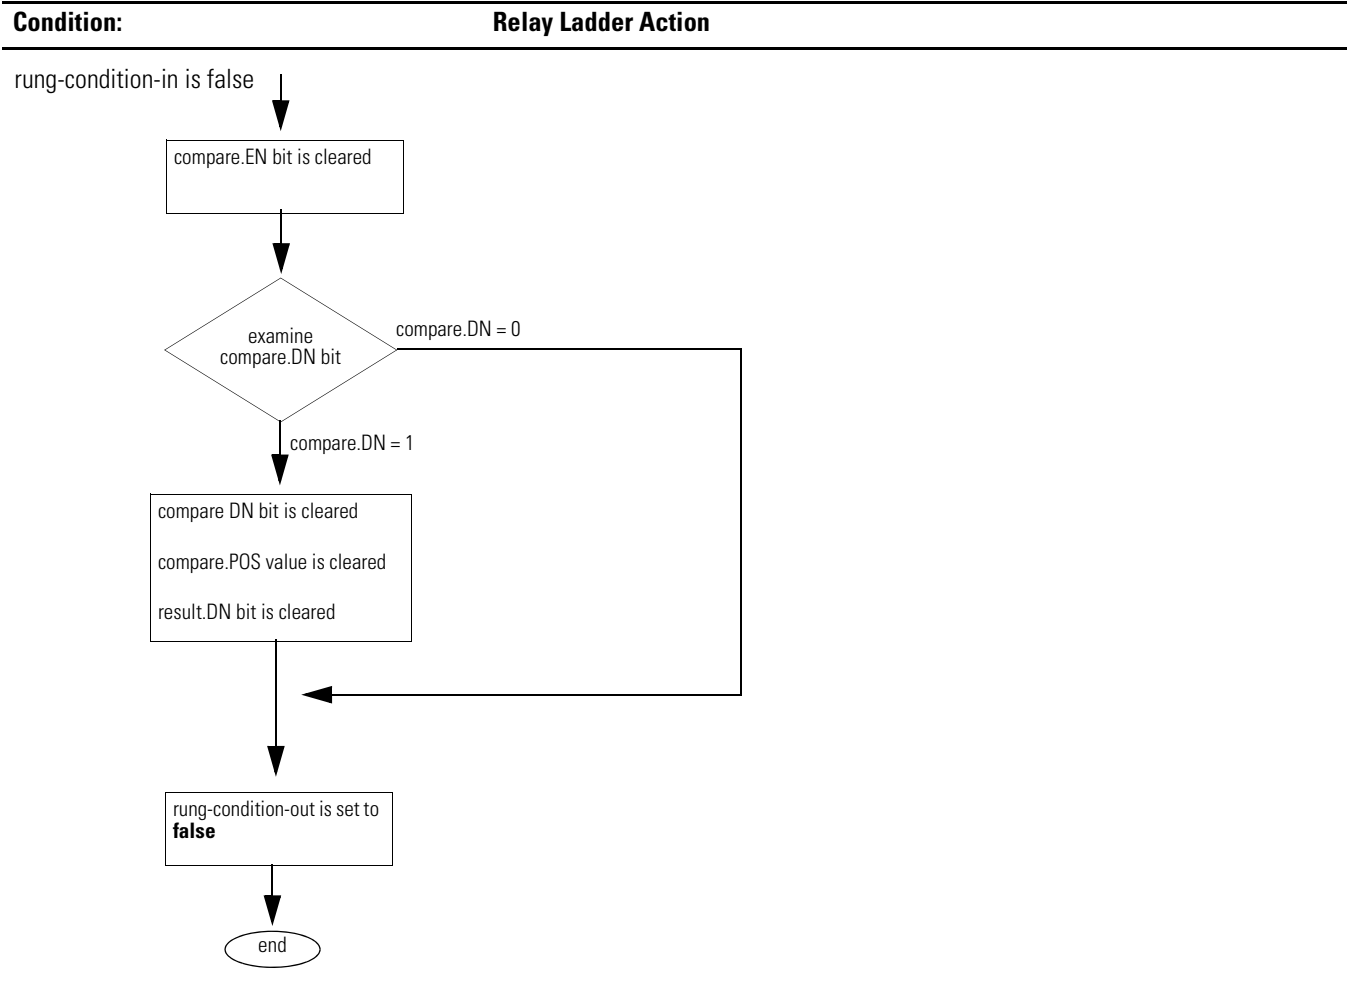 Condition: Relay Ladder Action
rung-condition-in is false
compare.EN bit is cleared
examine
compare.DN bit
compare.DN = 0
compare.DN = 1
compare DN bit is cleared
compare.POS value is cleared
result.DN bit is cleared
rung-condition-out is set to
false
end